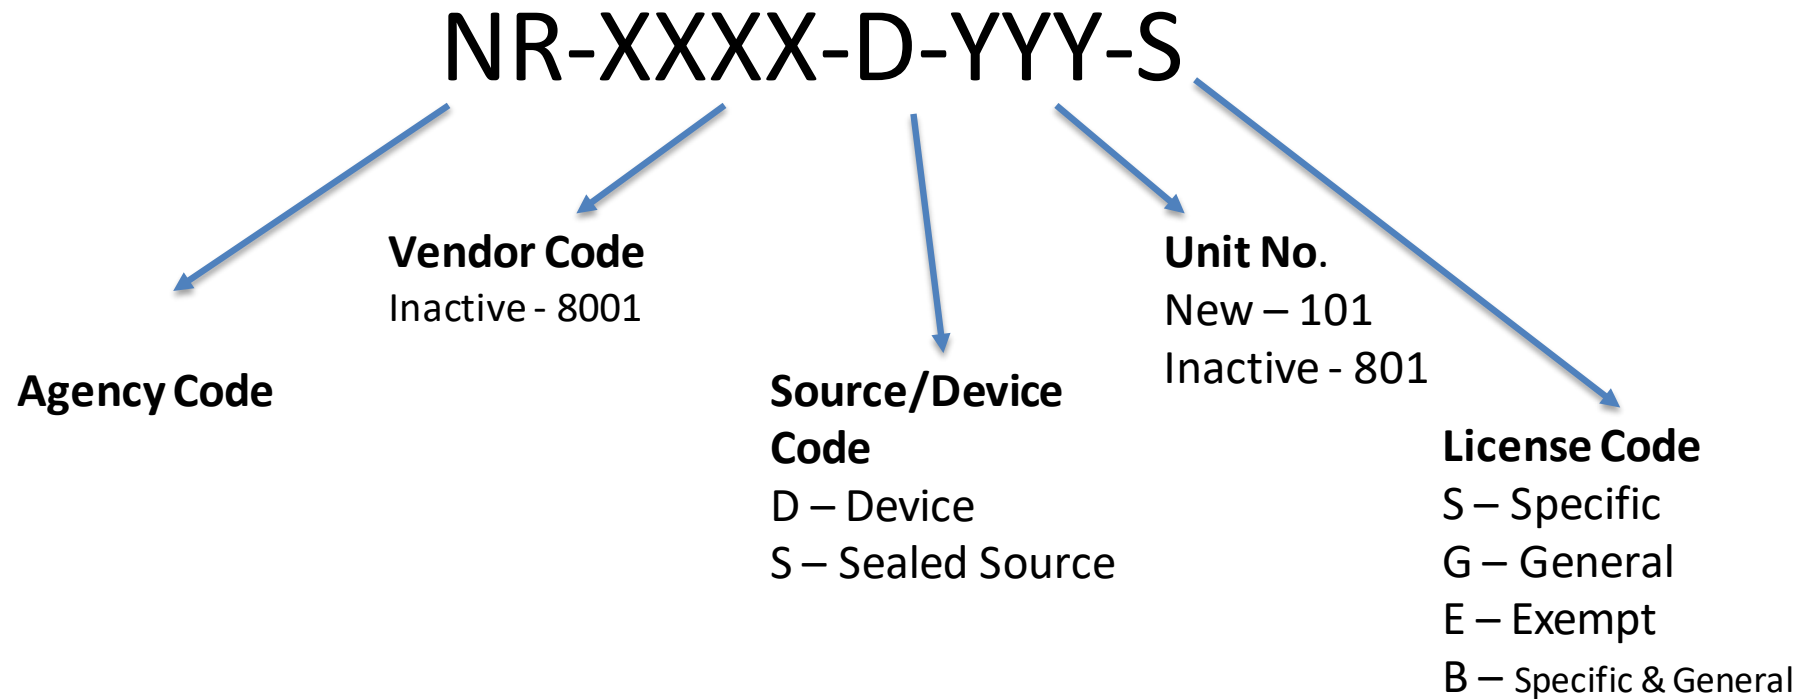 NR-XXXX-D-YYY-S
Agency Code
Vendor Code
Inactive - 8001
Source/Device
Code
D – Device
S – Sealed Source
Unit No.
New – 101
Inactive - 801
License Code
S – Specific
G – General
E – Exempt
B – Specific & General